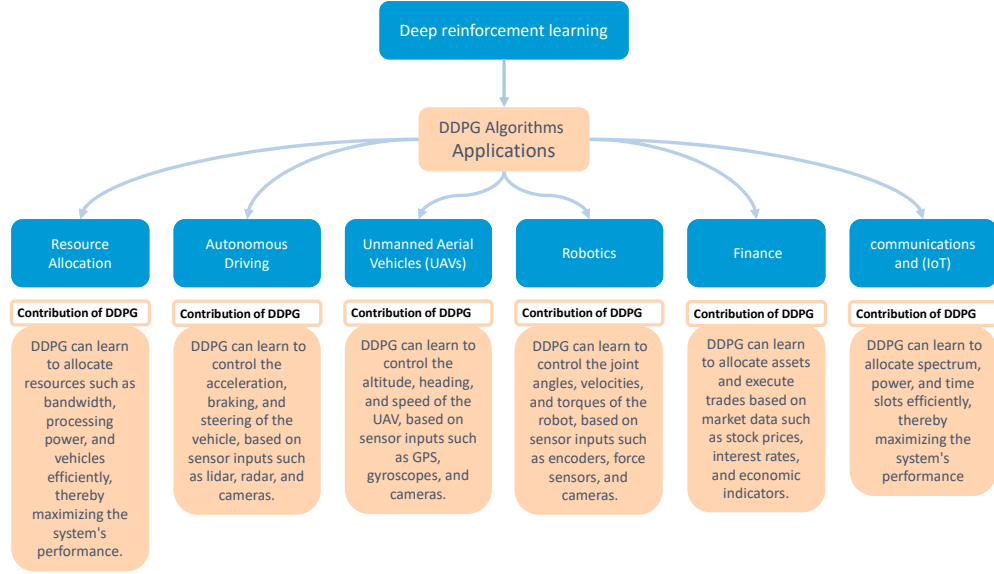 Deep reinforcement learning
DDPG Algorithms
Applications
Resource
Allocation
Autonomous
Driving
Unmanned Aerial
Vehicles (UAVs)
Robotics
Finance
communications
and (IoT)
Contribution of DDPG
DDPG can learn
to allocate
resources such as
bandwidth,
processing
power, and
vehicles
efficiently,
thereby
maximizing the
system's
performance.
Contribution of DDPG
DDPG can learn to
control the
acceleration,
braking, and
steering of the
vehicle, based on
sensor inputs such
as lidar, radar, and
cameras.
Contribution of DDPG
DDPG can learn to
control the
altitude, heading,
and speed of the
UAV, based on
sensor inputs such
as GPS,
gyroscopes, and
cameras.
Contribution of DDPG
DDPG can learn to
control the joint
angles, velocities,
and torques of the
robot, based on
sensor inputs such
as encoders, force
sensors, and
cameras.
Contribution of DDPG
DDPG can learn
to allocate assets
and execute
trades based on
market data such
as stock prices,
interest rates,
and economic
indicators.
Contribution of DDPG
DDPG can learn to
allocate spectrum,
power, and time
slots efficiently,
thereby
maximizing the
system's
performance